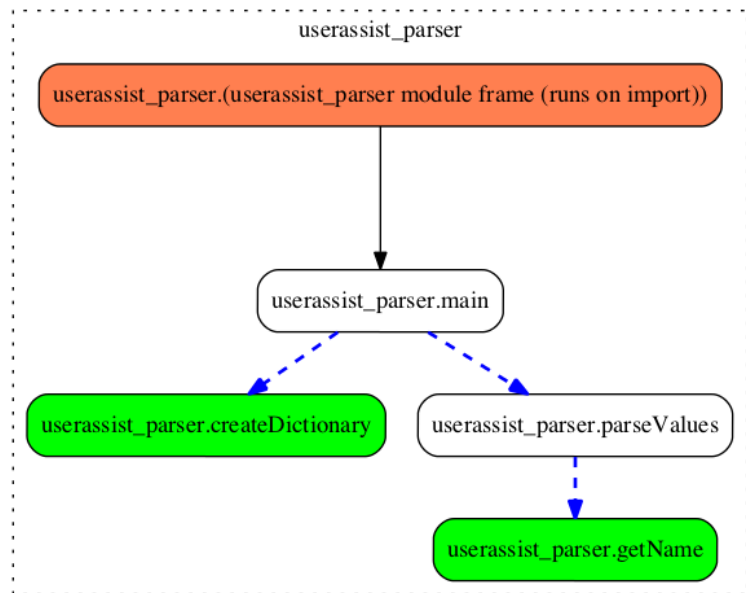 userassist_parser
userassist_parser.(userassist_parser module frame (runs on import))
userassist_parser.main
userassist_parser.createDictionary
userassist_parser.parseValues
userassist_parser.getName